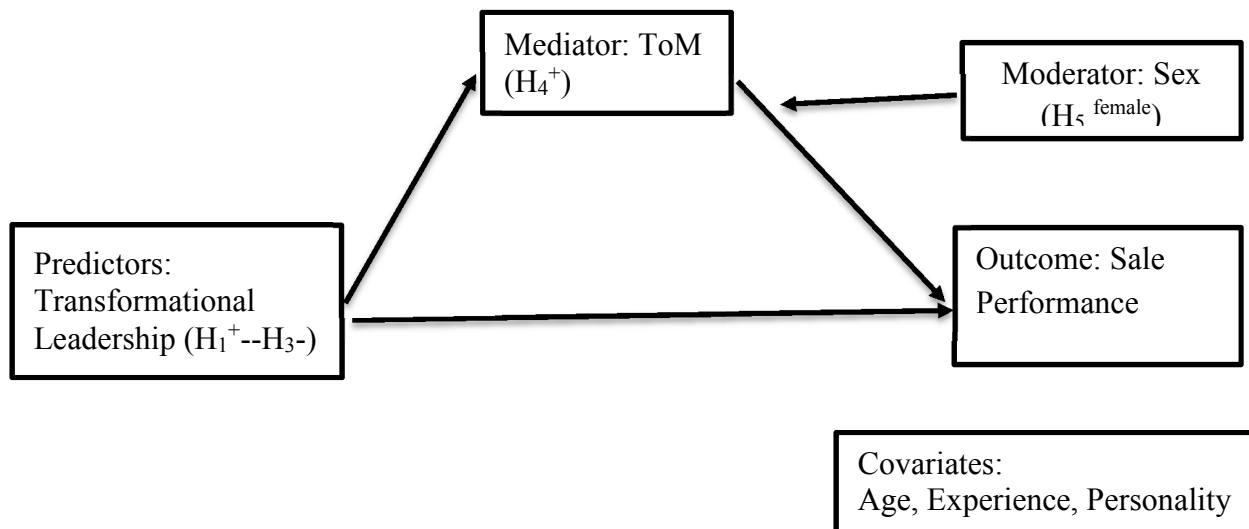 Mediator: ToM
(H₄⁺)
Moderator: Sex
(H₅ ᶠᵉᵐᵃˡᵉ)
Predictors:
Transformational
Leadership (H₁⁺--H₃-)
Outcome: Sale
Performance
Covariates:
Age, Experience, Personality